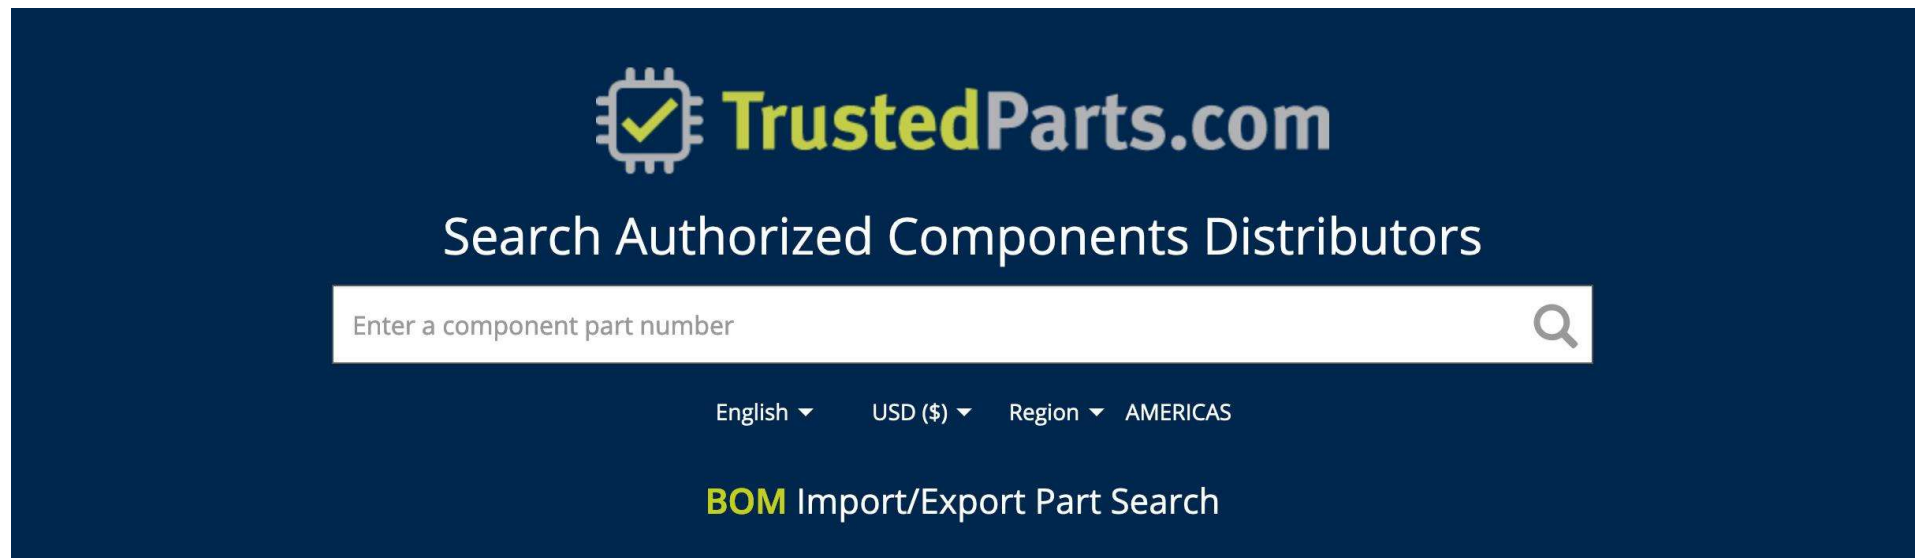 TrustedParts.com
Search Authorized Components Distributors
Enter a component part number
English USD ($) Region AMERICAS
BOM Import/Export Part Search